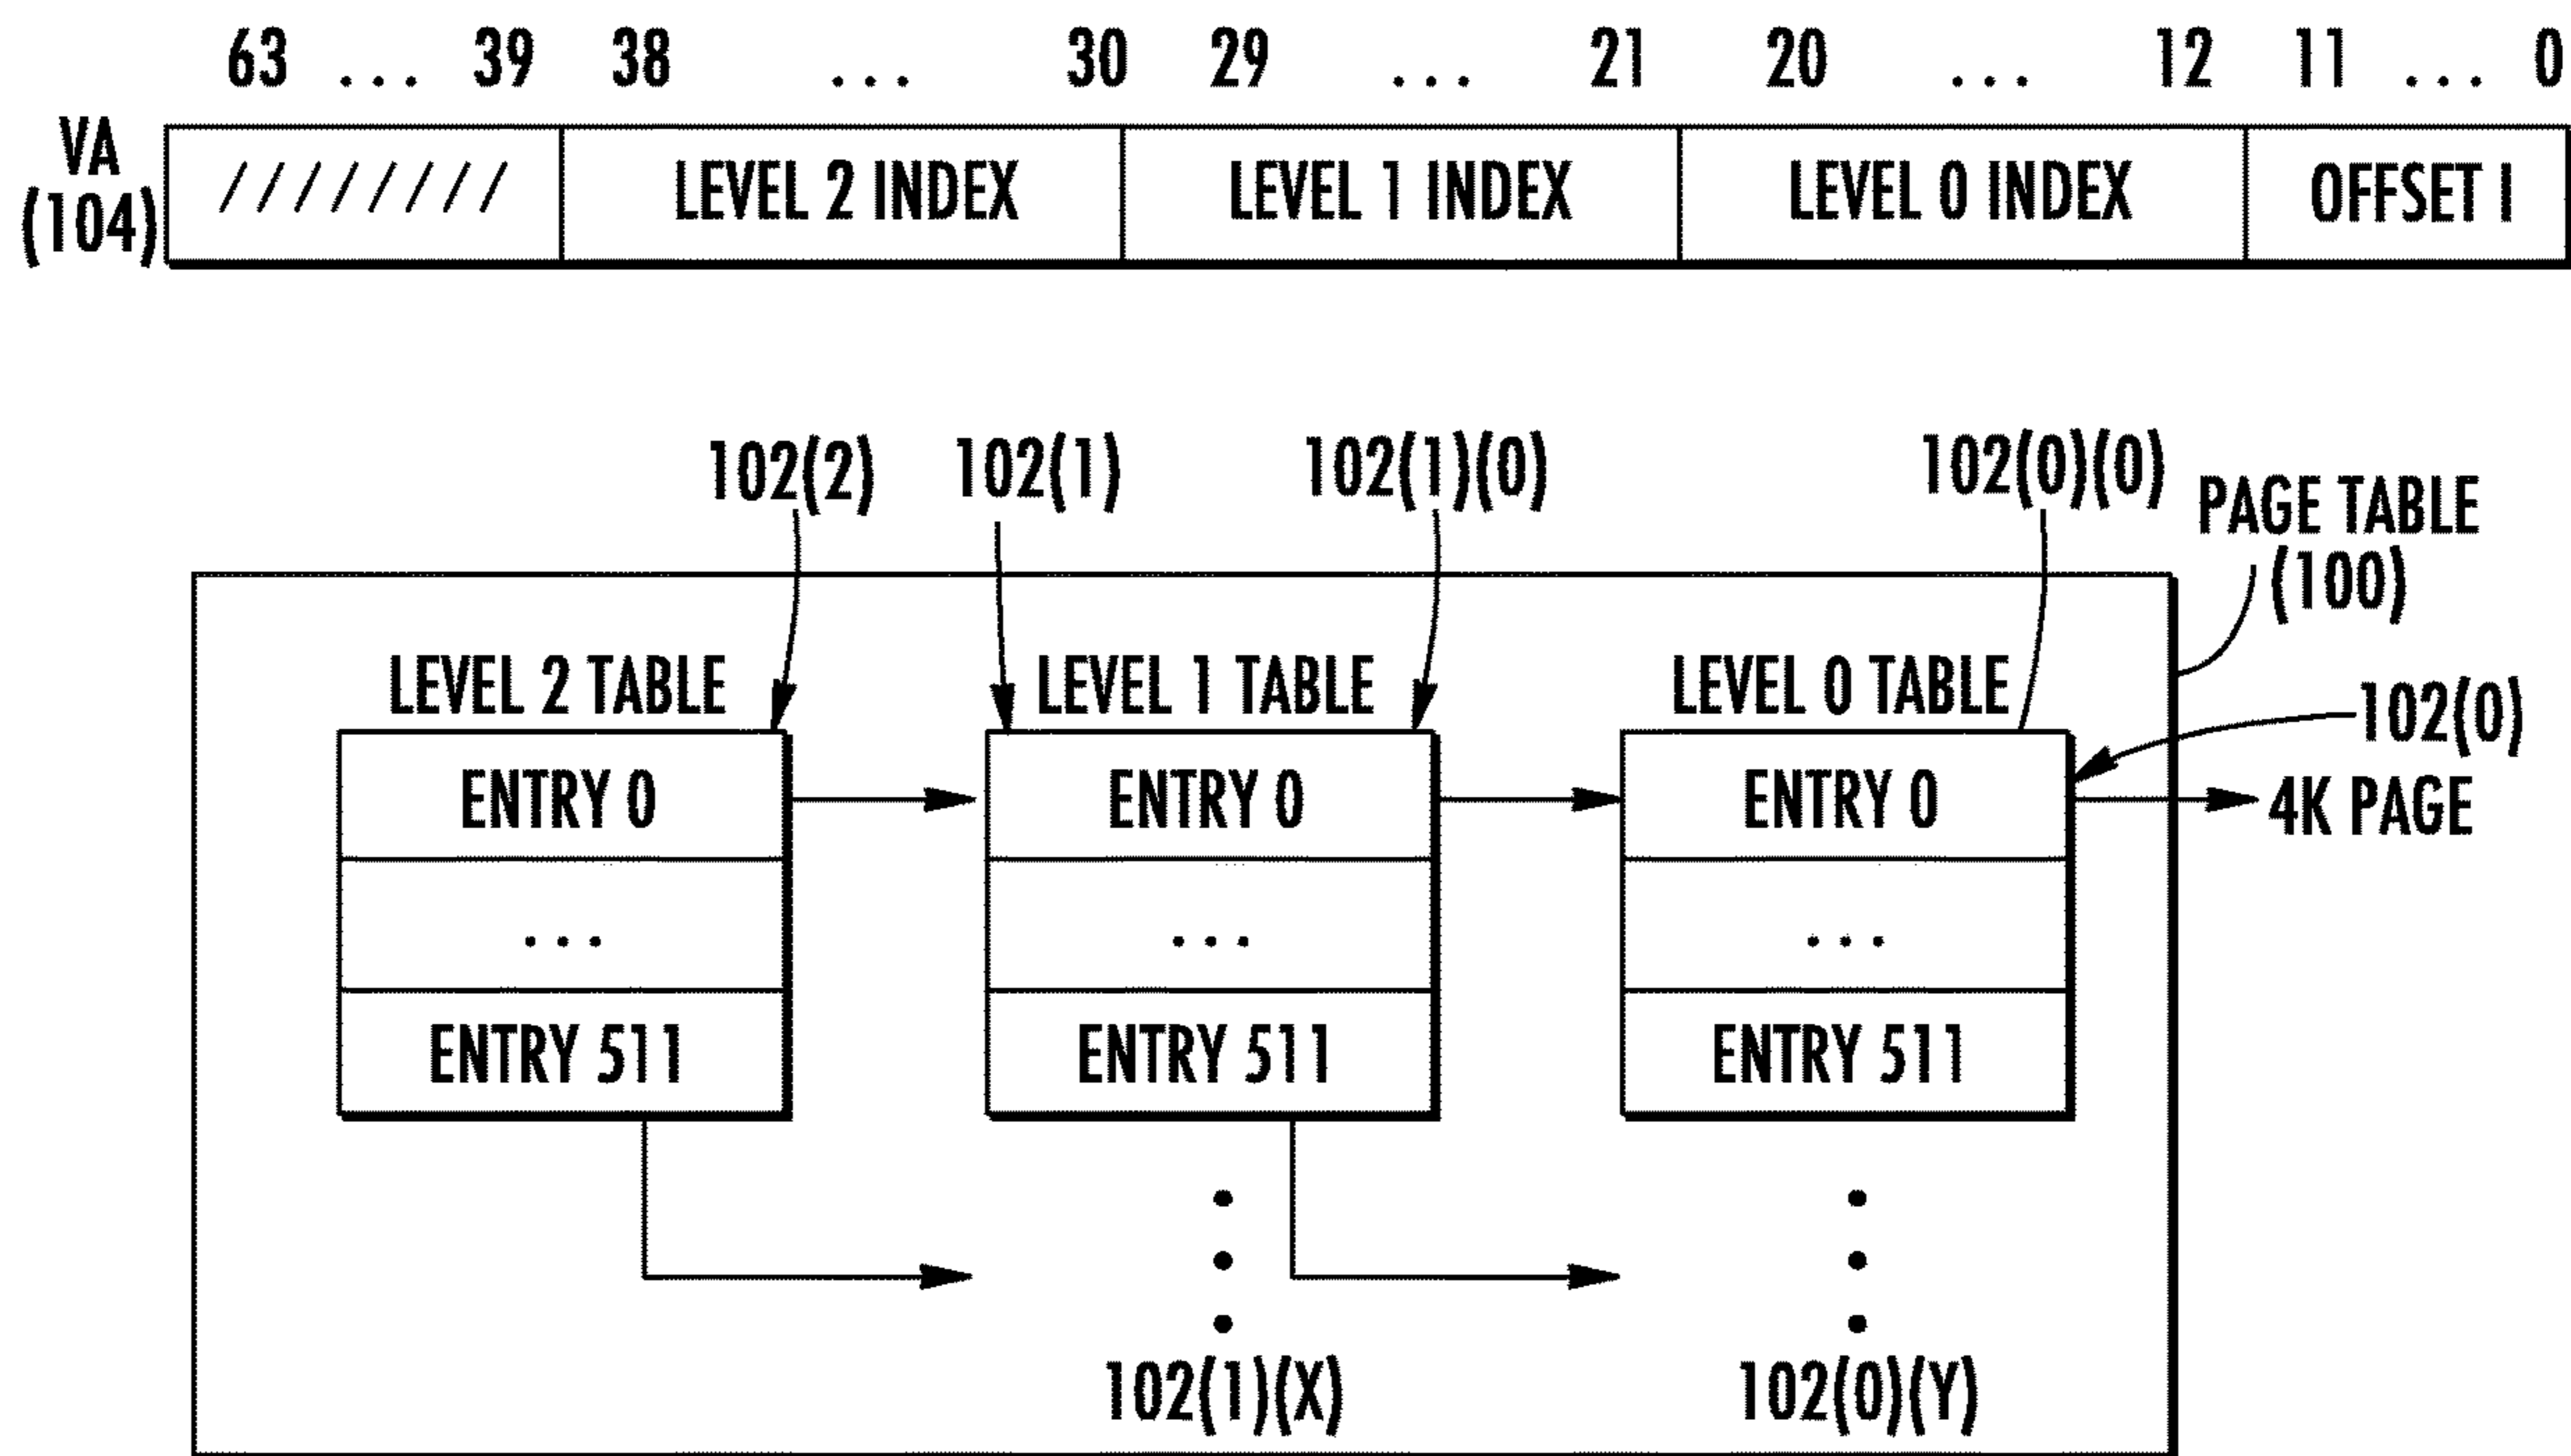 63 ... 39 38 ... 30 29 ... 21 20 ... 12 11 ... 0
VA
(104)
/ / / / / / / / LEVEL 2 INDEX LEVEL 1 INDEX LEVEL 0 INDEX OFFSET I
102(2) 102(1) 102(1)(0) 102(0)(0)
PAGE TABLE
(100)
LEVEL 2 TABLE LEVEL 1 TABLE LEVEL 0 TABLE
102(0)
ENTRY 0 ENTRY 0 ENTRY 0 4K PAGE
... ... ...
ENTRY 511 ENTRY 511 ENTRY 511
102(1)(X) 102(0)(Y)